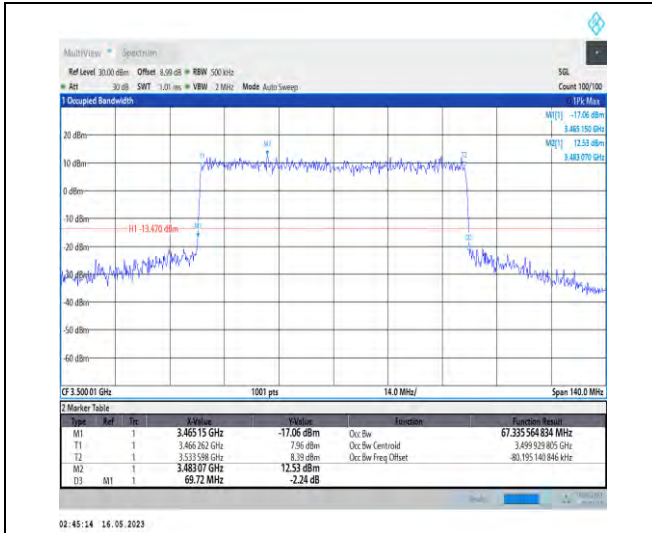 MultiView Spectrum
Ref Level 30.00 dBm Offset 8.99 dB RBW 500 kHz SGL
Att 30 dB SWT 1.01 ms VBW 2 MHz Mode Auto Sweep Count 100/100
1 Occupied Bandwidth 1Pk Max
M1[1] -17.06 dBm
3.465 150 GHz
M2[1] 12.53 dBm
3.483 070 GHz
20 dBm
M2
T1
T2
10 dBm
0 dBm
-10 dBm
M1
H1 -13.470 dBm
D3
-20 dBm
-30 dBm
-40 dBm
-50 dBm
-60 dBm
CF 3.500 01 GHz 1001 pts 14.0 MHz/ Span 140.0 MHz
2 Marker Table
Type Ref Trc X-Value Y-Value Function Function Result
M1 1 3.465 15 GHz -17.06 dBm Occ Bw 67.335 564 834 MHz
T1 1 3.466 262 GHz 7.96 dBm Occ Bw Centroid 3.499 929 805 GHz
T2 1 3.533 598 GHz 8.39 dBm Occ Bw Freq Offset -80.195 140 846 kHz
M2 1 3.483 07 GHz 12.53 dBm
D3 M1 1 69.72 MHz -2.24 dB
02:45:14 16.05.2023